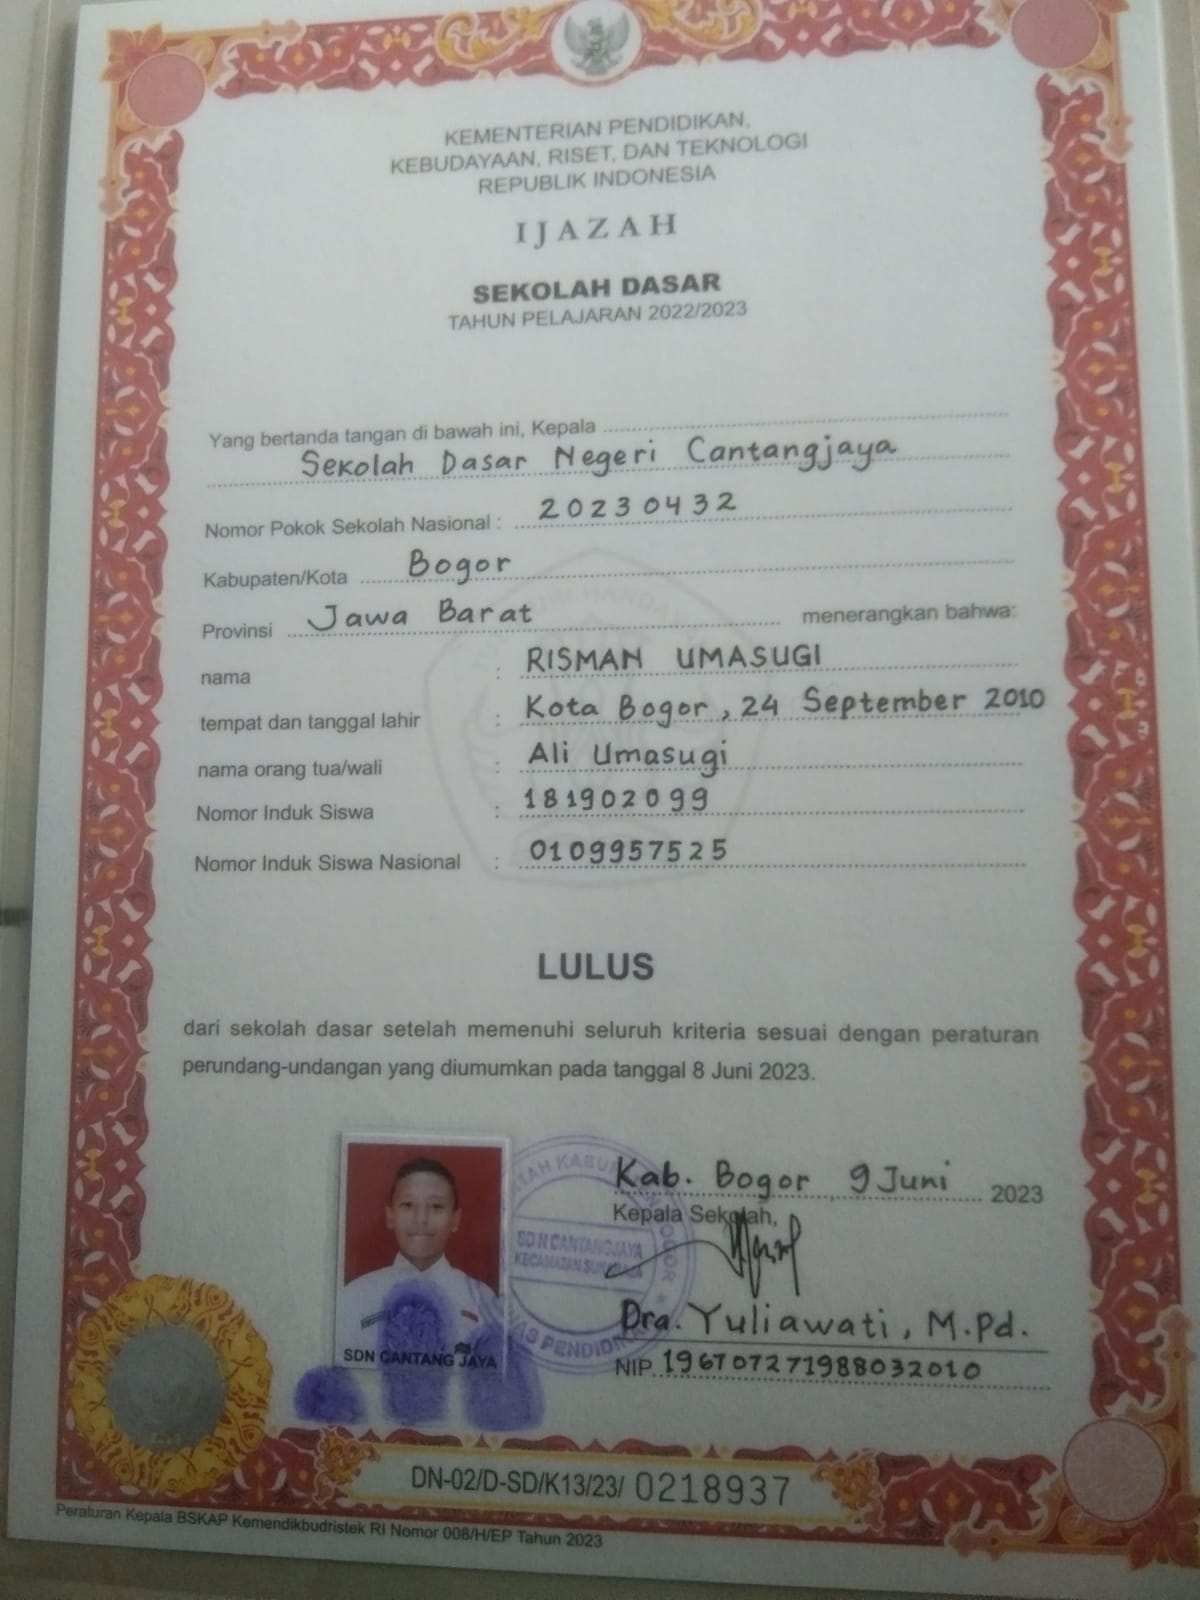 KEMENTERIAN PENDIDIKAN,
KEBUDAYAAN, RISET, DAN TEKNOLOGI
REPUBLIK INDONESIA
IJAZAH
SEKOLAH DASAR
TAHUN PELAJARAN 2022/2023
Yang bertanda tangan di bawah ini, Kepala
Sekolah Dasar Negeri Cantangjaya
Nomor Pokok Sekolah Nasional : 20230432
Kabupaten/Kota Bogor
Provinsi Jawa Barat menerangkan bahwa:
nama : RISMAN UMASUGI
tempat dan tanggal lahir : Kota Bogor, 24 September 2010
nama orang tua/wali : Ali Umasugi
Nomor Induk Siswa : 181902099
Nomor Induk Siswa Nasional : 0109957525
LULUS
dari sekolah dasar setelah memenuhi seluruh kriteria sesuai dengan peraturan
perundang-undangan yang diumumkan pada tanggal 8 Juni 2023.
Kab. Bogor 9 Juni 2023
Kepala Sekolah,
SDN CANTANGJAYA
Dra. Yuliawati, M.Pd.
SDN CANTANG JAYA
NIP. 196707271988032010
DN-02/D-SD/K13/23/ 0218937
Peraturan Kepala BSKAP Kemendikbudristek RI Nomor 008/H/EP Tahun 2023